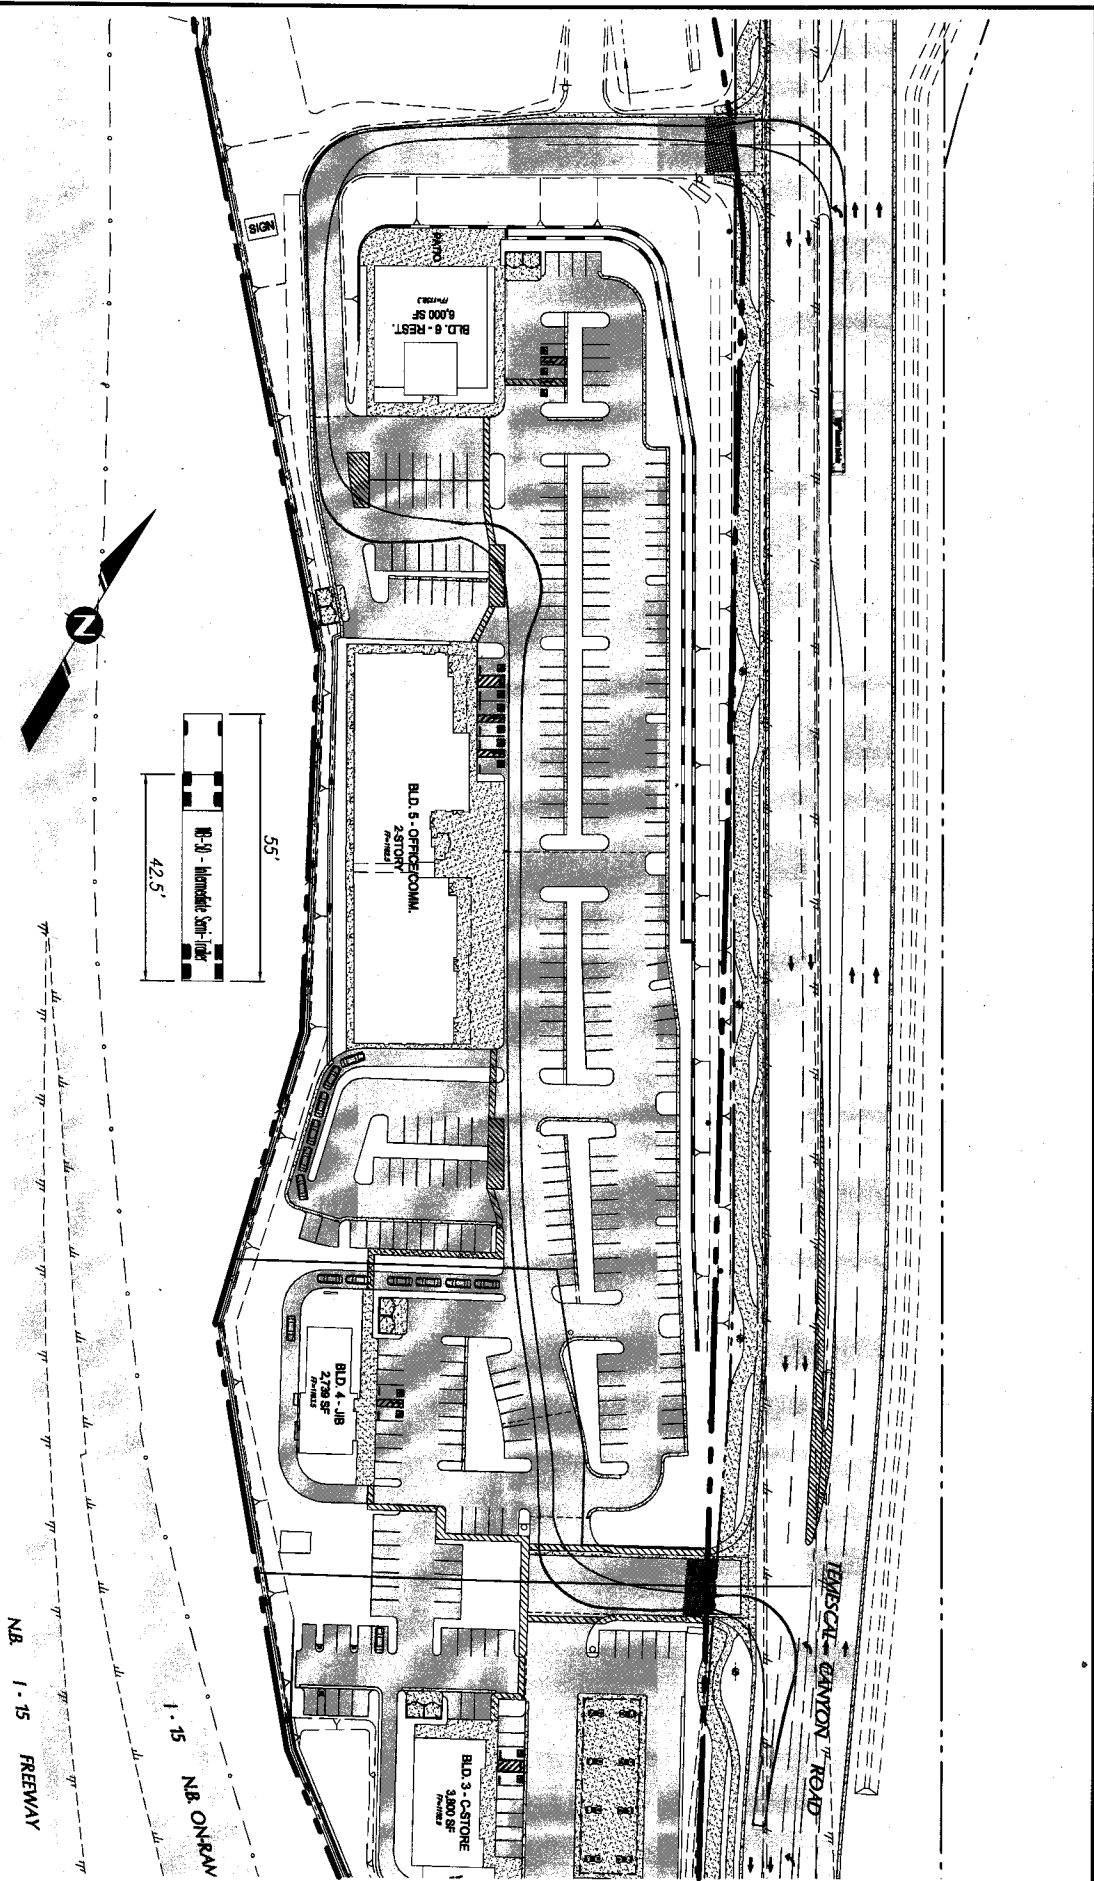 SIGN
PATIO
BLD. 6 - REST.
6,000 SF
BLD. 5 - OFFICE/COMM.
2-STORY
N
55'
WB-50 - Intermediate Semi-Trailer
42.5'
BLD. 4 - JIB
2,739 SF
TEMESCAL CANYON ROAD
BLD. 3 - C-STORE
3,800 SF
I - 15 N.B. ON-RAM
N.B. I - 15 FREEWAY